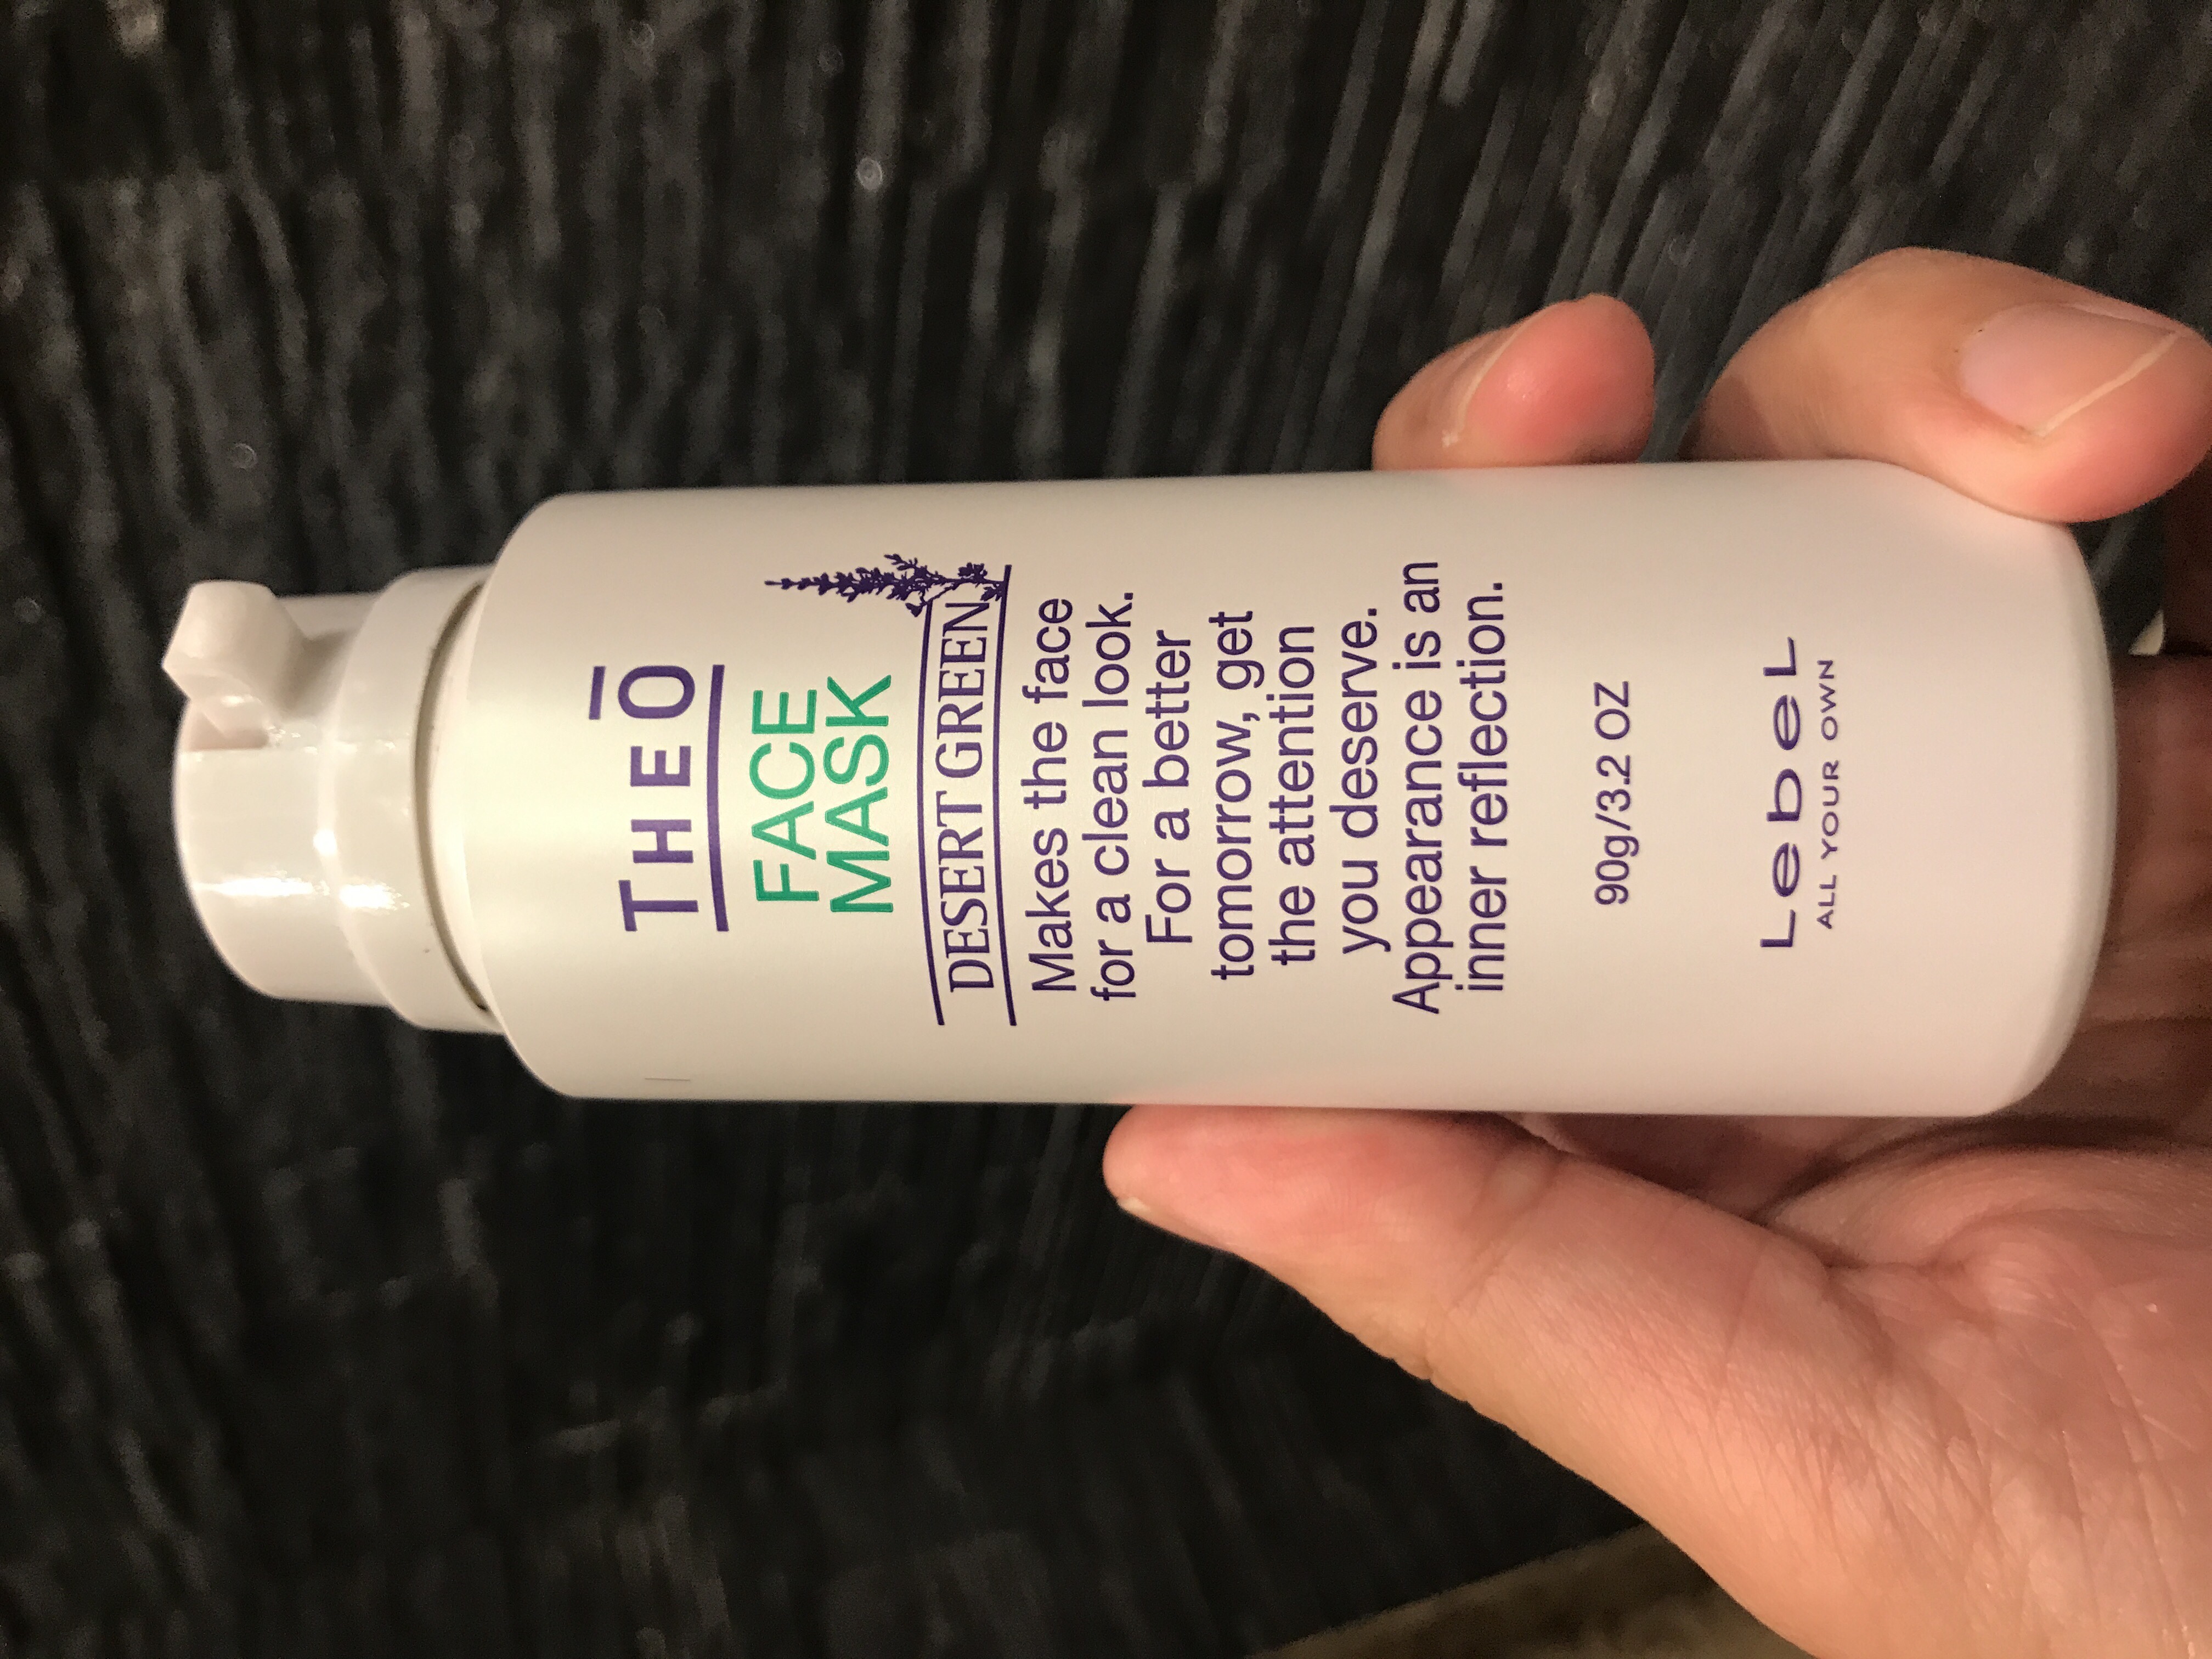 THEŌ
FACE
MASK
DESERT GREEN
Makes the face
for a clean look.
For a better
tomorrow, get
the attention
you deserve.
Appearance is an
inner reflection.
90g/3.2 OZ
LebeL
ALL YOUR OWN